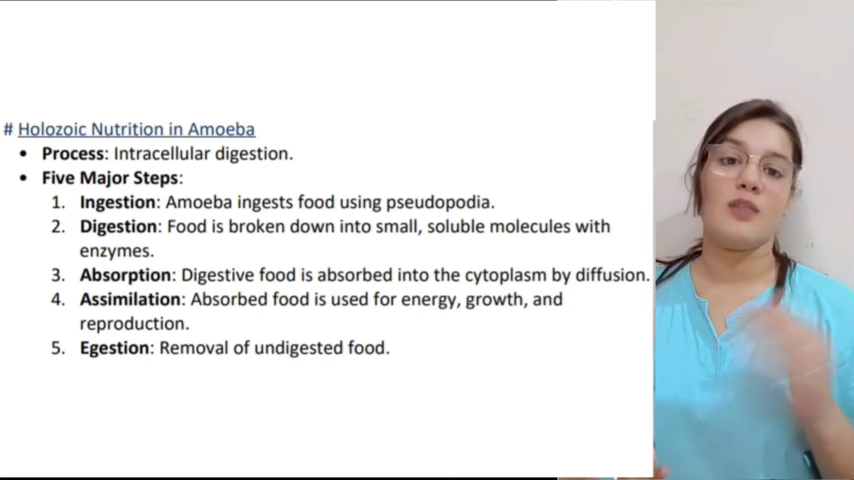 # Holozoic Nutrition in Amoeba
• Process: Intracellular digestion.
• Five Major Steps:
1. Ingestion: Amoeba ingests food using pseudopodia.
2. Digestion: Food is broken down into small, soluble molecules with
enzymes.
3. Absorption: Digestive food is absorbed into the cytoplasm by diffusion.
4. Assimilation: Absorbed food is used for energy, growth, and
reproduction.
5. Egestion: Removal of undigested food.